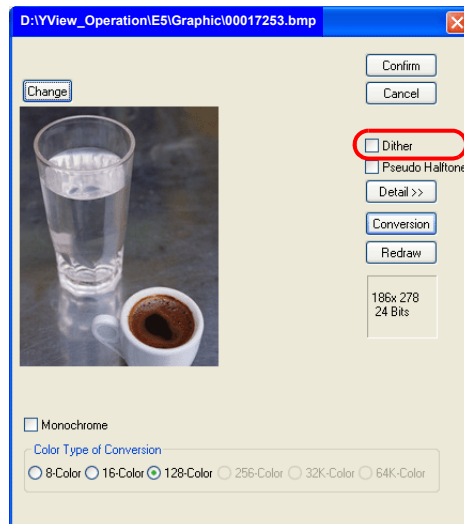 D:\YView_Operation\E5\Graphic\00017253.bmp
Confirm
Change
Cancel
Dither
Pseudo Halftone
Detail >>
Conversion
Redraw
186x 278
24 Bits
Monochrome
Color Type of Conversion
8-Color 16-Color 128-Color 256-Color 32K-Color 64K-Color